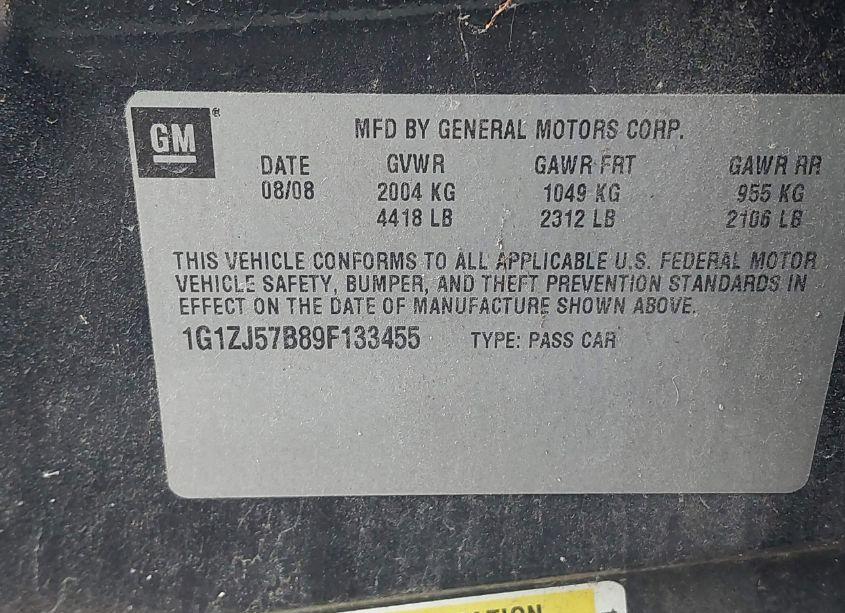 GM®
MFD BY GENERAL MOTORS CORP.
DATE GVWR GAWR FRT GAWR RR
08/08 2004 KG 1049 KG 955 KG
4418 LB 2312 LB 2106 LB
THIS VEHICLE CONFORMS TO ALL APPLICABLE U.S. FEDERAL MOTOR
VEHICLE SAFETY, BUMPER, AND THEFT PREVENTION STANDARDS IN
EFFECT ON THE DATE OF MANUFACTURE SHOWN ABOVE.
1G1ZJ57B89F133455 TYPE: PASS CAR